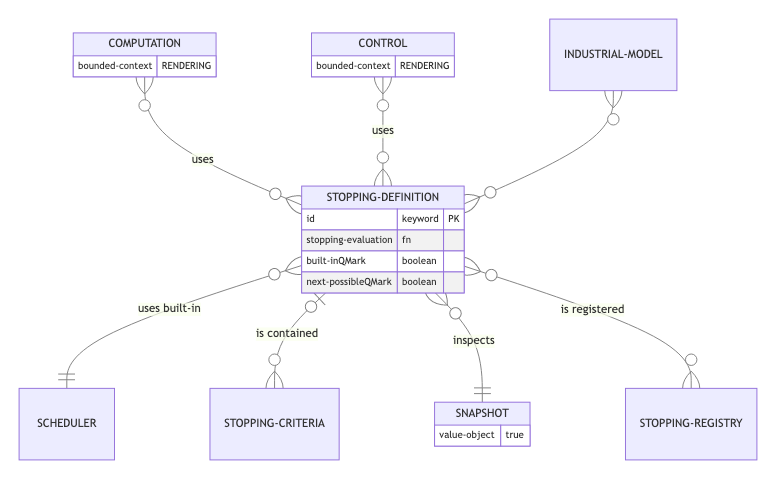 COMPUTATION
bounded-context RENDERING
CONTROL
bounded-context RENDERING
INDUSTRIAL-MODEL
uses
uses
STOPPING-DEFINITION
id keyword PK
stopping-evaluation fn
built-inQMark boolean
next-possibleQMark boolean
uses built-in
is contained
inspects
is registered
SCHEDULER
STOPPING-CRITERIA
SNAPSHOT
value-object true
STOPPING-REGISTRY